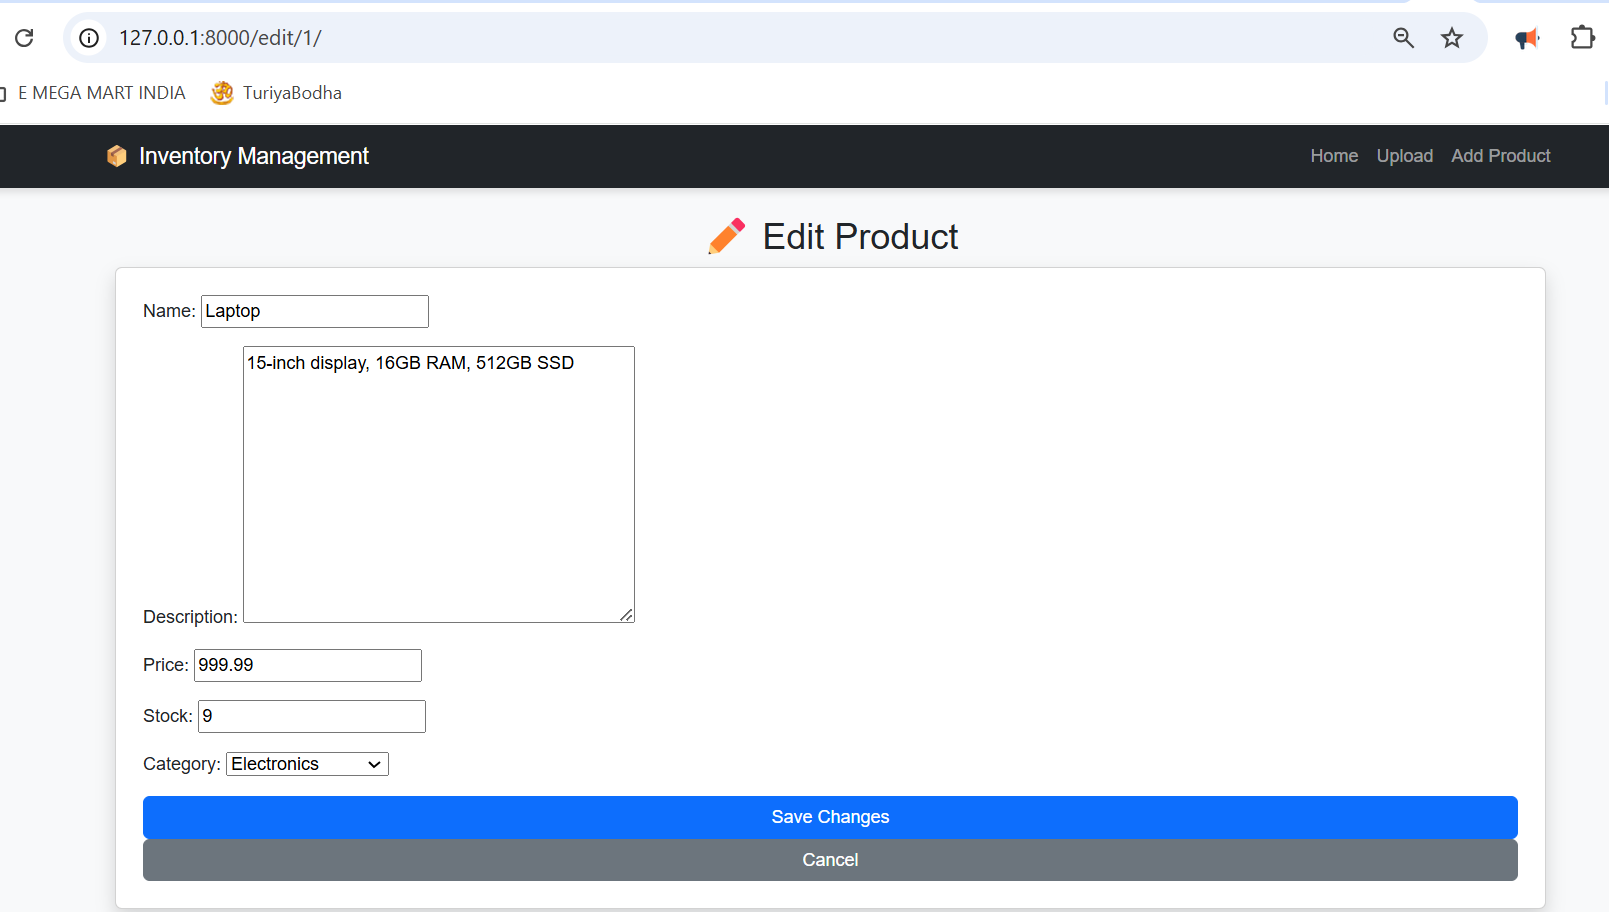 127.0.0.1:8000/edit/1/
E MEGA MART INDIA TuriyaBodha
Inventory Management Home Upload Add Product
Edit Product
Name: Laptop
15-inch display, 16GB RAM, 512GB SSD
Description:
Price: 999.99
Stock: 9
Category: Electronics
Save Changes
Cancel